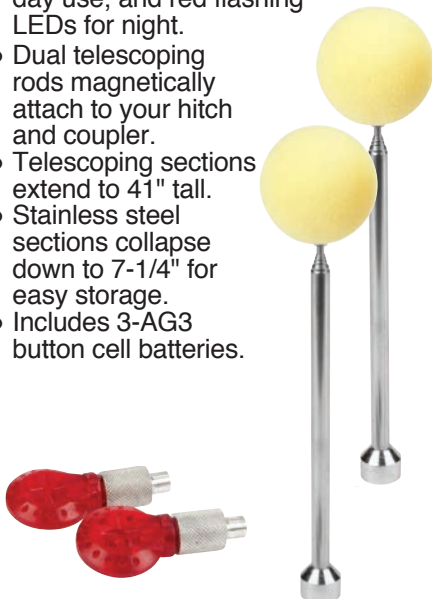 day use, and red flashing
LEDs for night.
• Dual telescoping
rods magnetically
attach to your hitch
and coupler.
• Telescoping sections
extend to 41" tall.
• Stainless steel
sections collapse
down to 7-1/4" for
easy storage.
• Includes 3-AG3
button cell batteries.